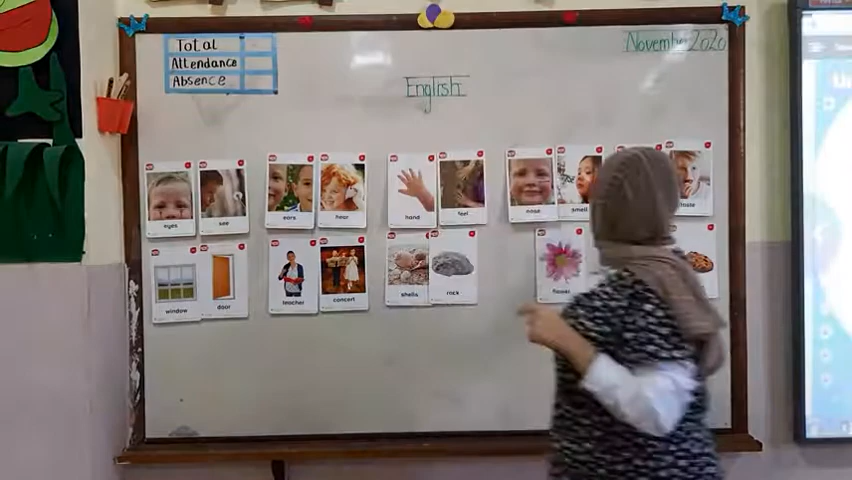 Total
Attendance
Absence
November 2020
English
eyes
see
ears
hear
hand
feel
nose
smell
taste
window
door
teacher
concert
shells
rock
flower